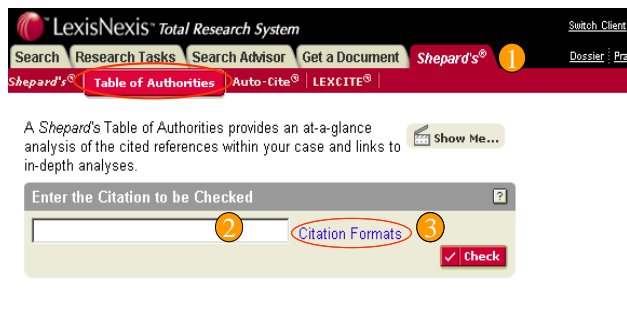 LexisNexis™ Total Research System
Switch Client
Search Research Tasks Search Advisor Get a Document Shepard's® 1
Dossier Pra
Shepard's® Table of Authorities Auto-Cite® LEXCITE®
A Shepard's Table of Authorities provides an at-a-glance
analysis of the cited references within your case and links to
in-depth analyses.
Show Me...
Enter the Citation to be Checked ?
2 Citation Formats 3
Check